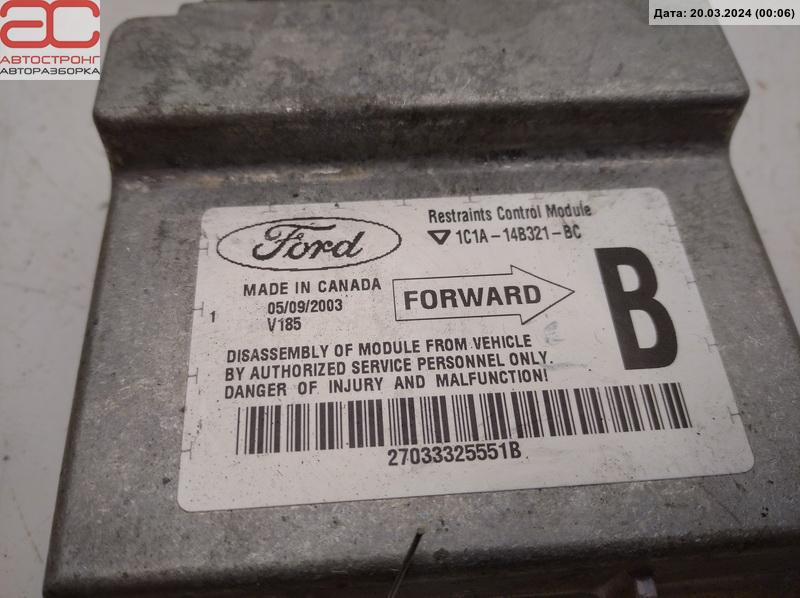 Дата: 20.03.2024 (00:06)
АС
АВТОСТРОНГ
АВТОРАЗБОРКА
Ford
Restraints Control Module
1C1A-14B321-BC
MADE IN CANADA
05/09/2003
V185
1
FORWARD
B
DISASSEMBLY OF MODULE FROM VEHICLE
BY AUTHORIZED SERVICE PERSONNEL ONLY.
DANGER OF INJURY AND MALFUNCTION!
27033325551B